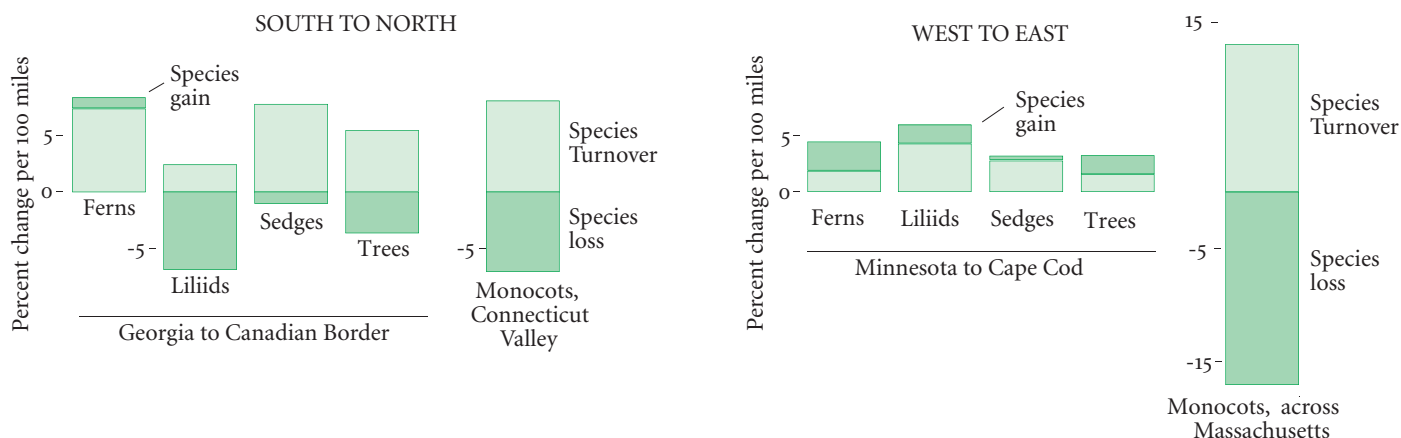 SOUTH TO NORTH
Percent change per 100 miles
5
0
-5
Species
gain
Ferns
Liliids
Sedges
Trees
Georgia to Canadian Border
-5
Species
Turnover
Species
loss
Monocots,
Connecticut
Valley
WEST TO EAST
Percent change per 100 miles
5
0
Species
gain
Ferns
Liliids
Sedges
Trees
Minnesota to Cape Cod
15
-5
-15
Species
Turnover
Species
loss
Monocots, across
Massachusetts